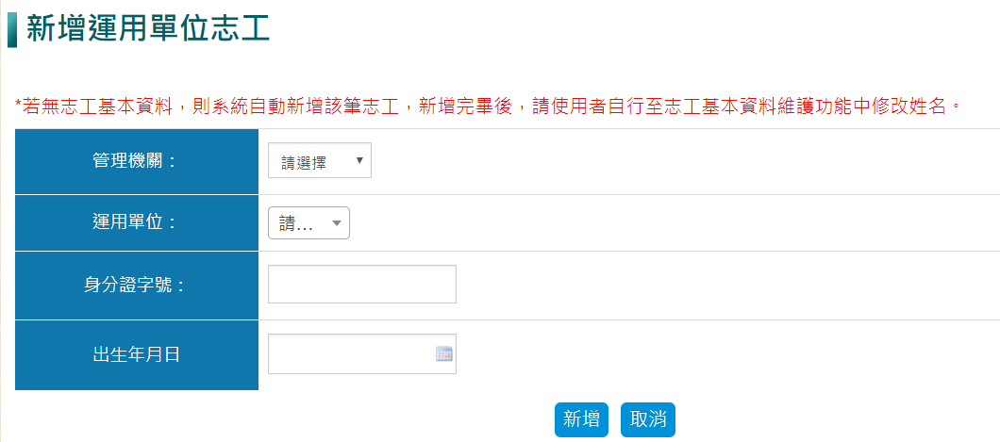 新增運用單位志工
*若無志工基本資料，則系統自動新增該筆志工，新增完畢後，請使用者自行至志工基本資料維護功能中修改姓名。
管理機關：
請選擇
運用單位：
請...
身分證字號：
出生年月日
新增 取消